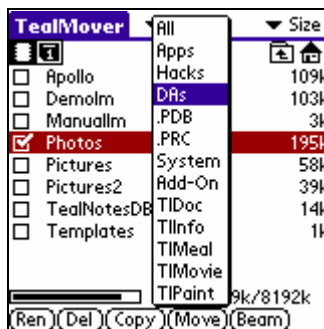 TealMover
▼ Size
All
Apps
Hacks
DAs
.PDB
.PRC
System
Add-On
TlDoc
TlInfo
TlMeal
TlMovie
TlPaint
Apollo 109k
DemoIm 103k
ManualIm 3k
Photos 195k
Pictures 58k
Pictures2 39k
TealNotesDB 14k
Templates 1k
9k/8192k
(Ren)(Del)(Copy)(Move)(Beam)